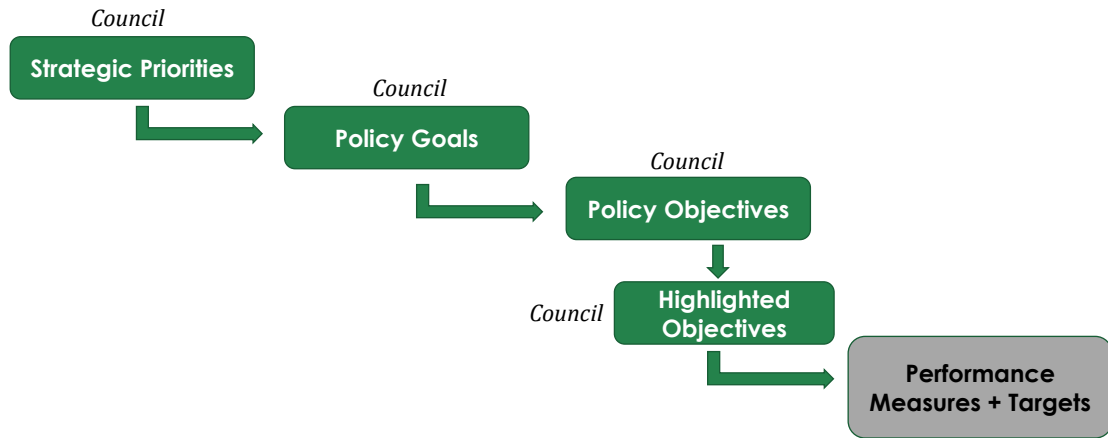 Council
Strategic Priorities
Council
Policy Goals
Council
Policy Objectives
Council
Highlighted
Objectives
Performance
Measures + Targets